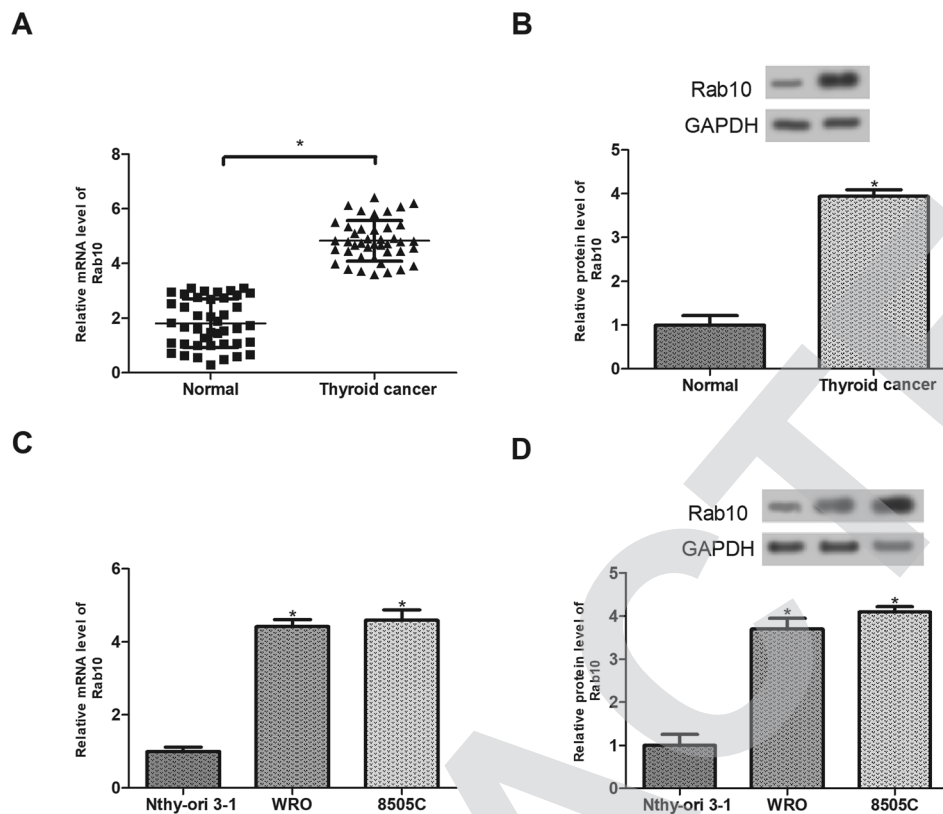 A
*
8
6
4
2
0
Relative mRNA level of
Rab10
Normal
Thyroid cancer
B
Rab10
GAPDH
5
4
3
2
1
0
Relative protein level of
Rab10
*
Normal
Thyroid cancer
C
6
4
2
0
Relative mRNA level of
Rab10
*
*
Nthy-ori 3-1
WRO
8505C
D
Rab10
GAPDH
5
4
3
2
1
0
Relative protein level of
Rab10
*
*
Nthy-ori 3-1
WRO
8505C